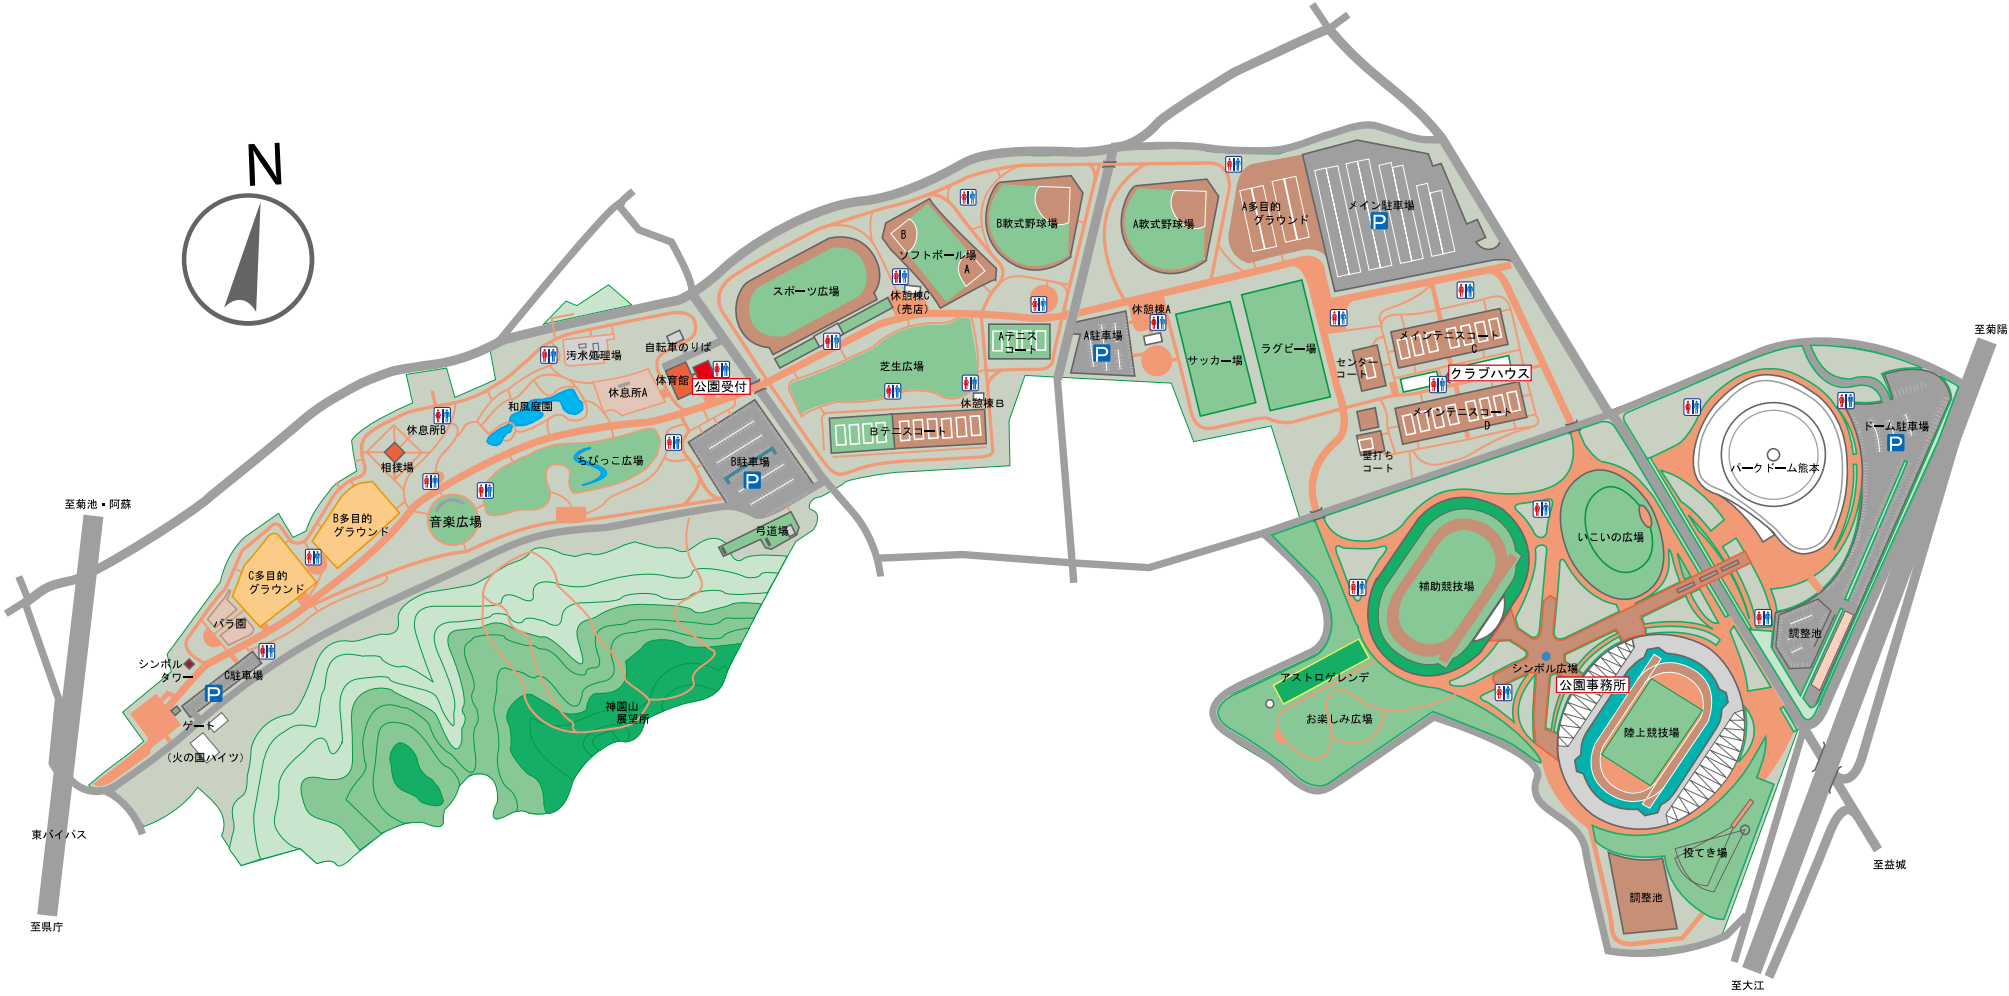 N
メイン駐車場
P
A多目的
グラウンド
B軟式野球場
A軟式野球場
B
ソフトボール場
A
スポーツ広場
休憩棟C
(売店)
休憩棟A
Aテニス
コート
A駐車場
P
サッカー場
ラグビー場
メインテニスコート
C
センター
コート
クラブハウス
メインテニスコート
D
壁打ち
コート
芝生広場
休憩棟B
Bテニスコート
汚水処理場
自転車のりば
体育館
公園受付
休息所A
和風庭園
休息所B
相撲場
ちびっこ広場
B駐車場
P
音楽広場
弓道場
B多目的
グラウンド
C多目的
グラウンド
バラ園
シンボル
タワー
C駐車場
P
ゲート
(火の国ハイツ)
神園山
展望所
至菊池・阿蘇
東バイパス
至県庁
至菊陽
ドーム駐車場
P
パークドーム熊本
いこいの広場
補助競技場
調整池
シンボル広場
公園事務所
アストロゲレンデ
お楽しみ広場
陸上競技場
投てき場
調整池
至益城
至大江